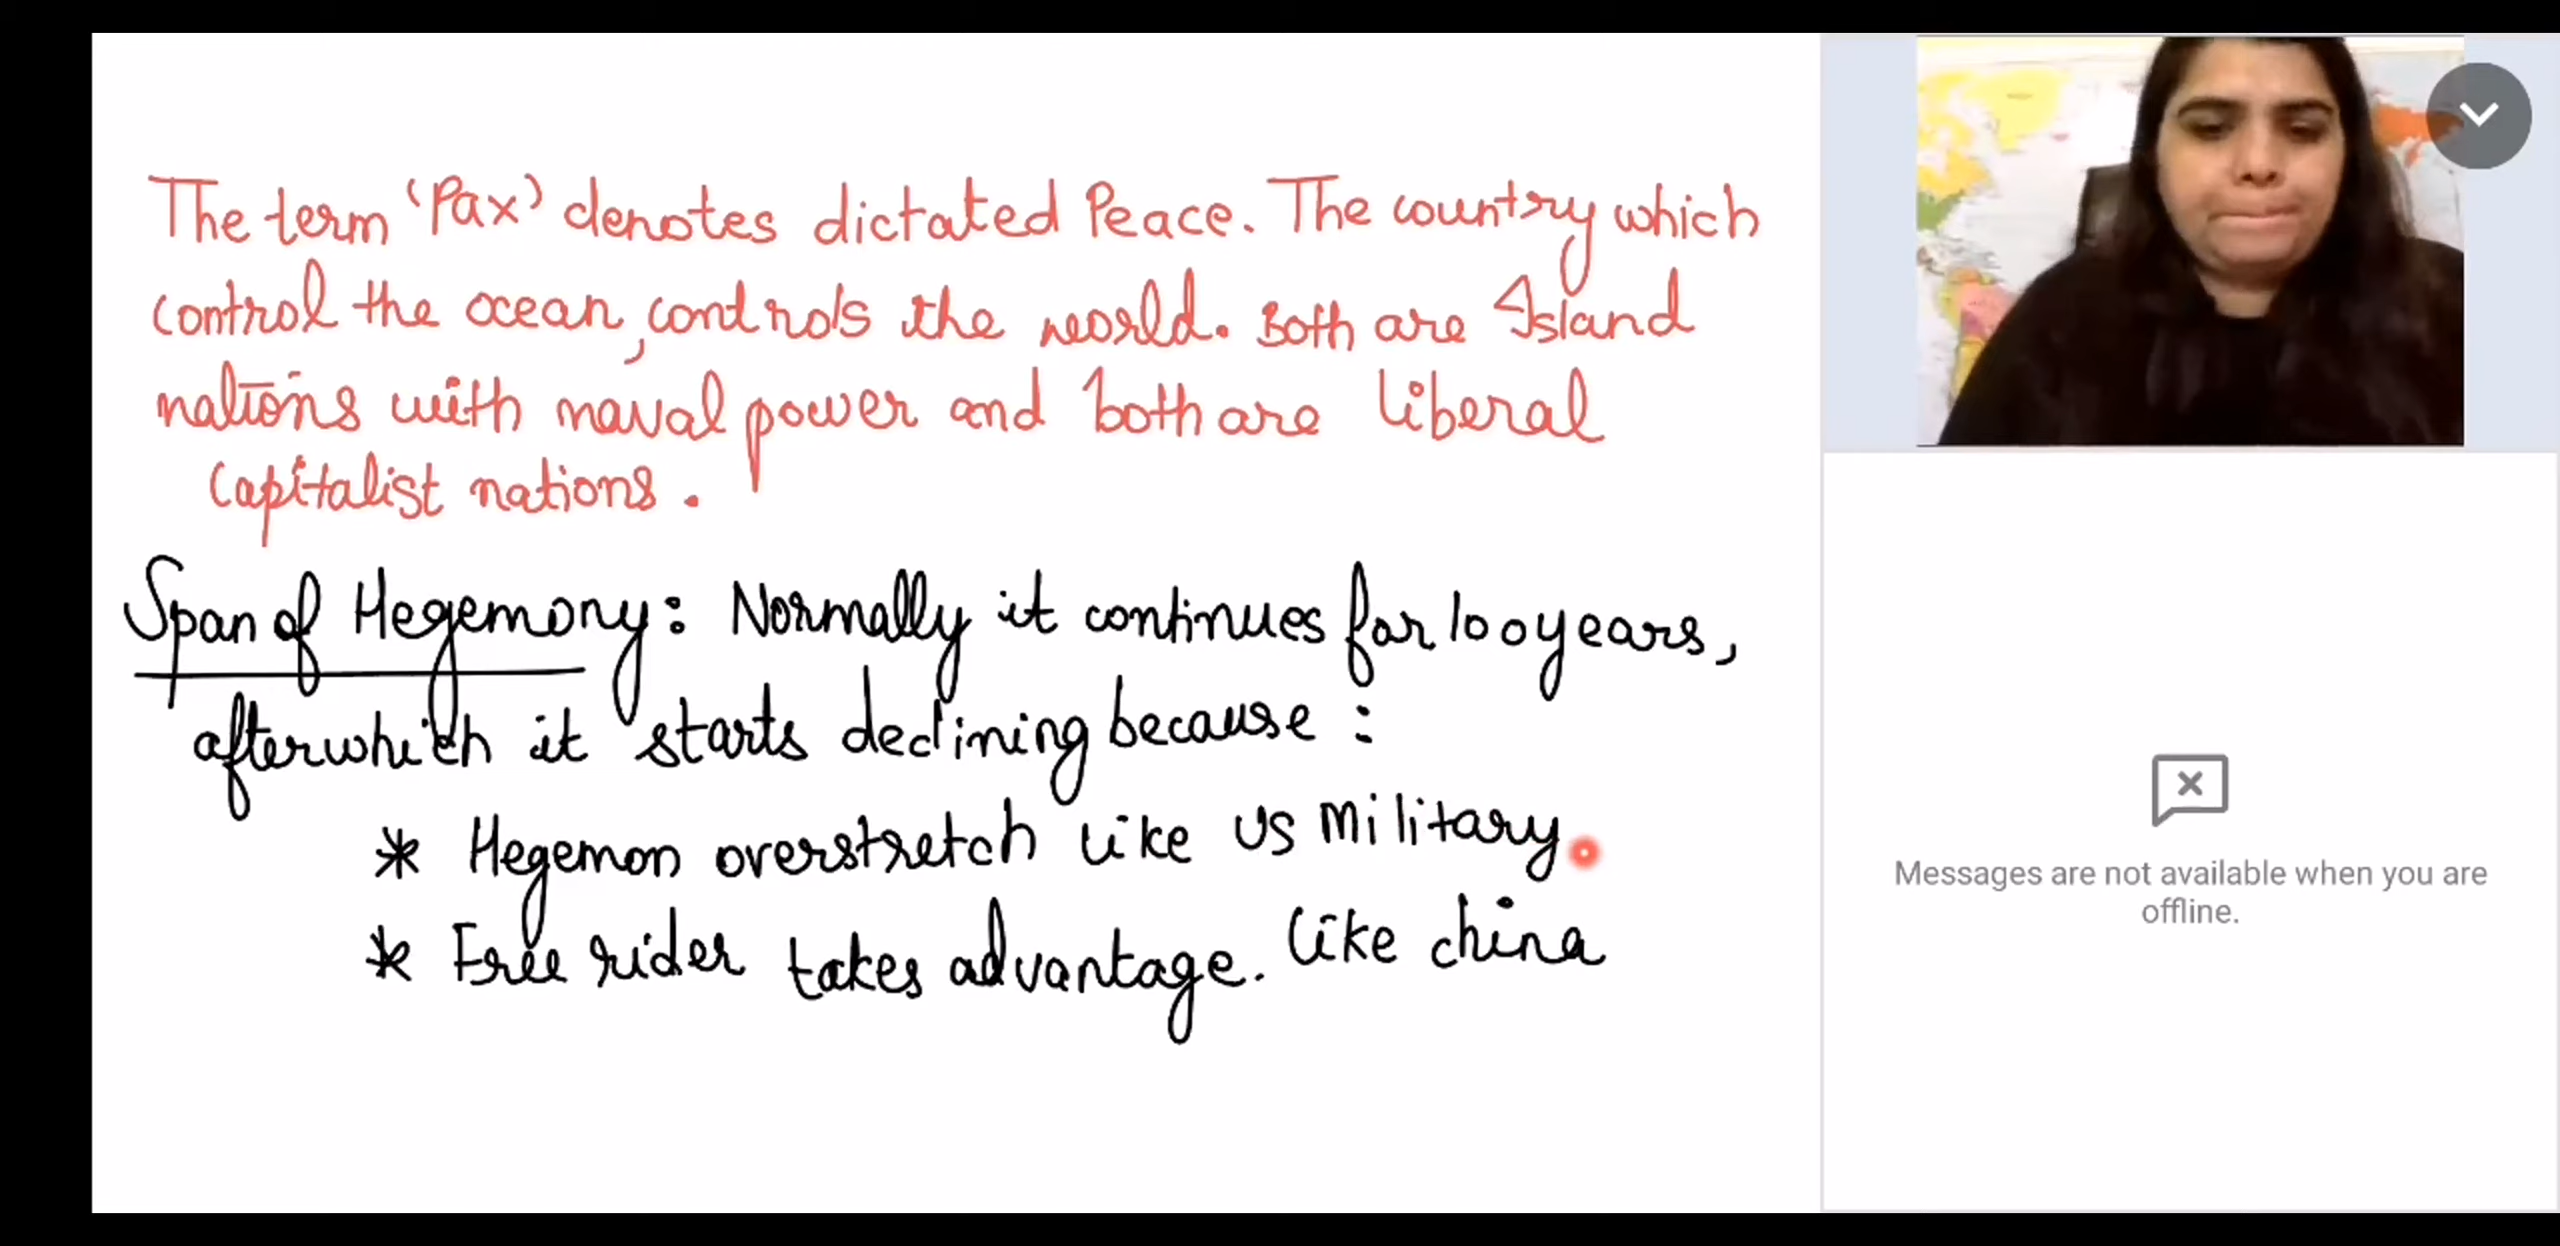 The term 'Pax' denotes dictated Peace. The country which
control the ocean, controls the world. Both are Island
nations with naval power and both are liberal
capitalist nations.
Span of Hegemony: Normally it continues for 100 years,
afterwhich it starts declining because :
* Hegemon overstretch like US military
* Free rider takes advantage. like china
Messages are not available when you are
offline.